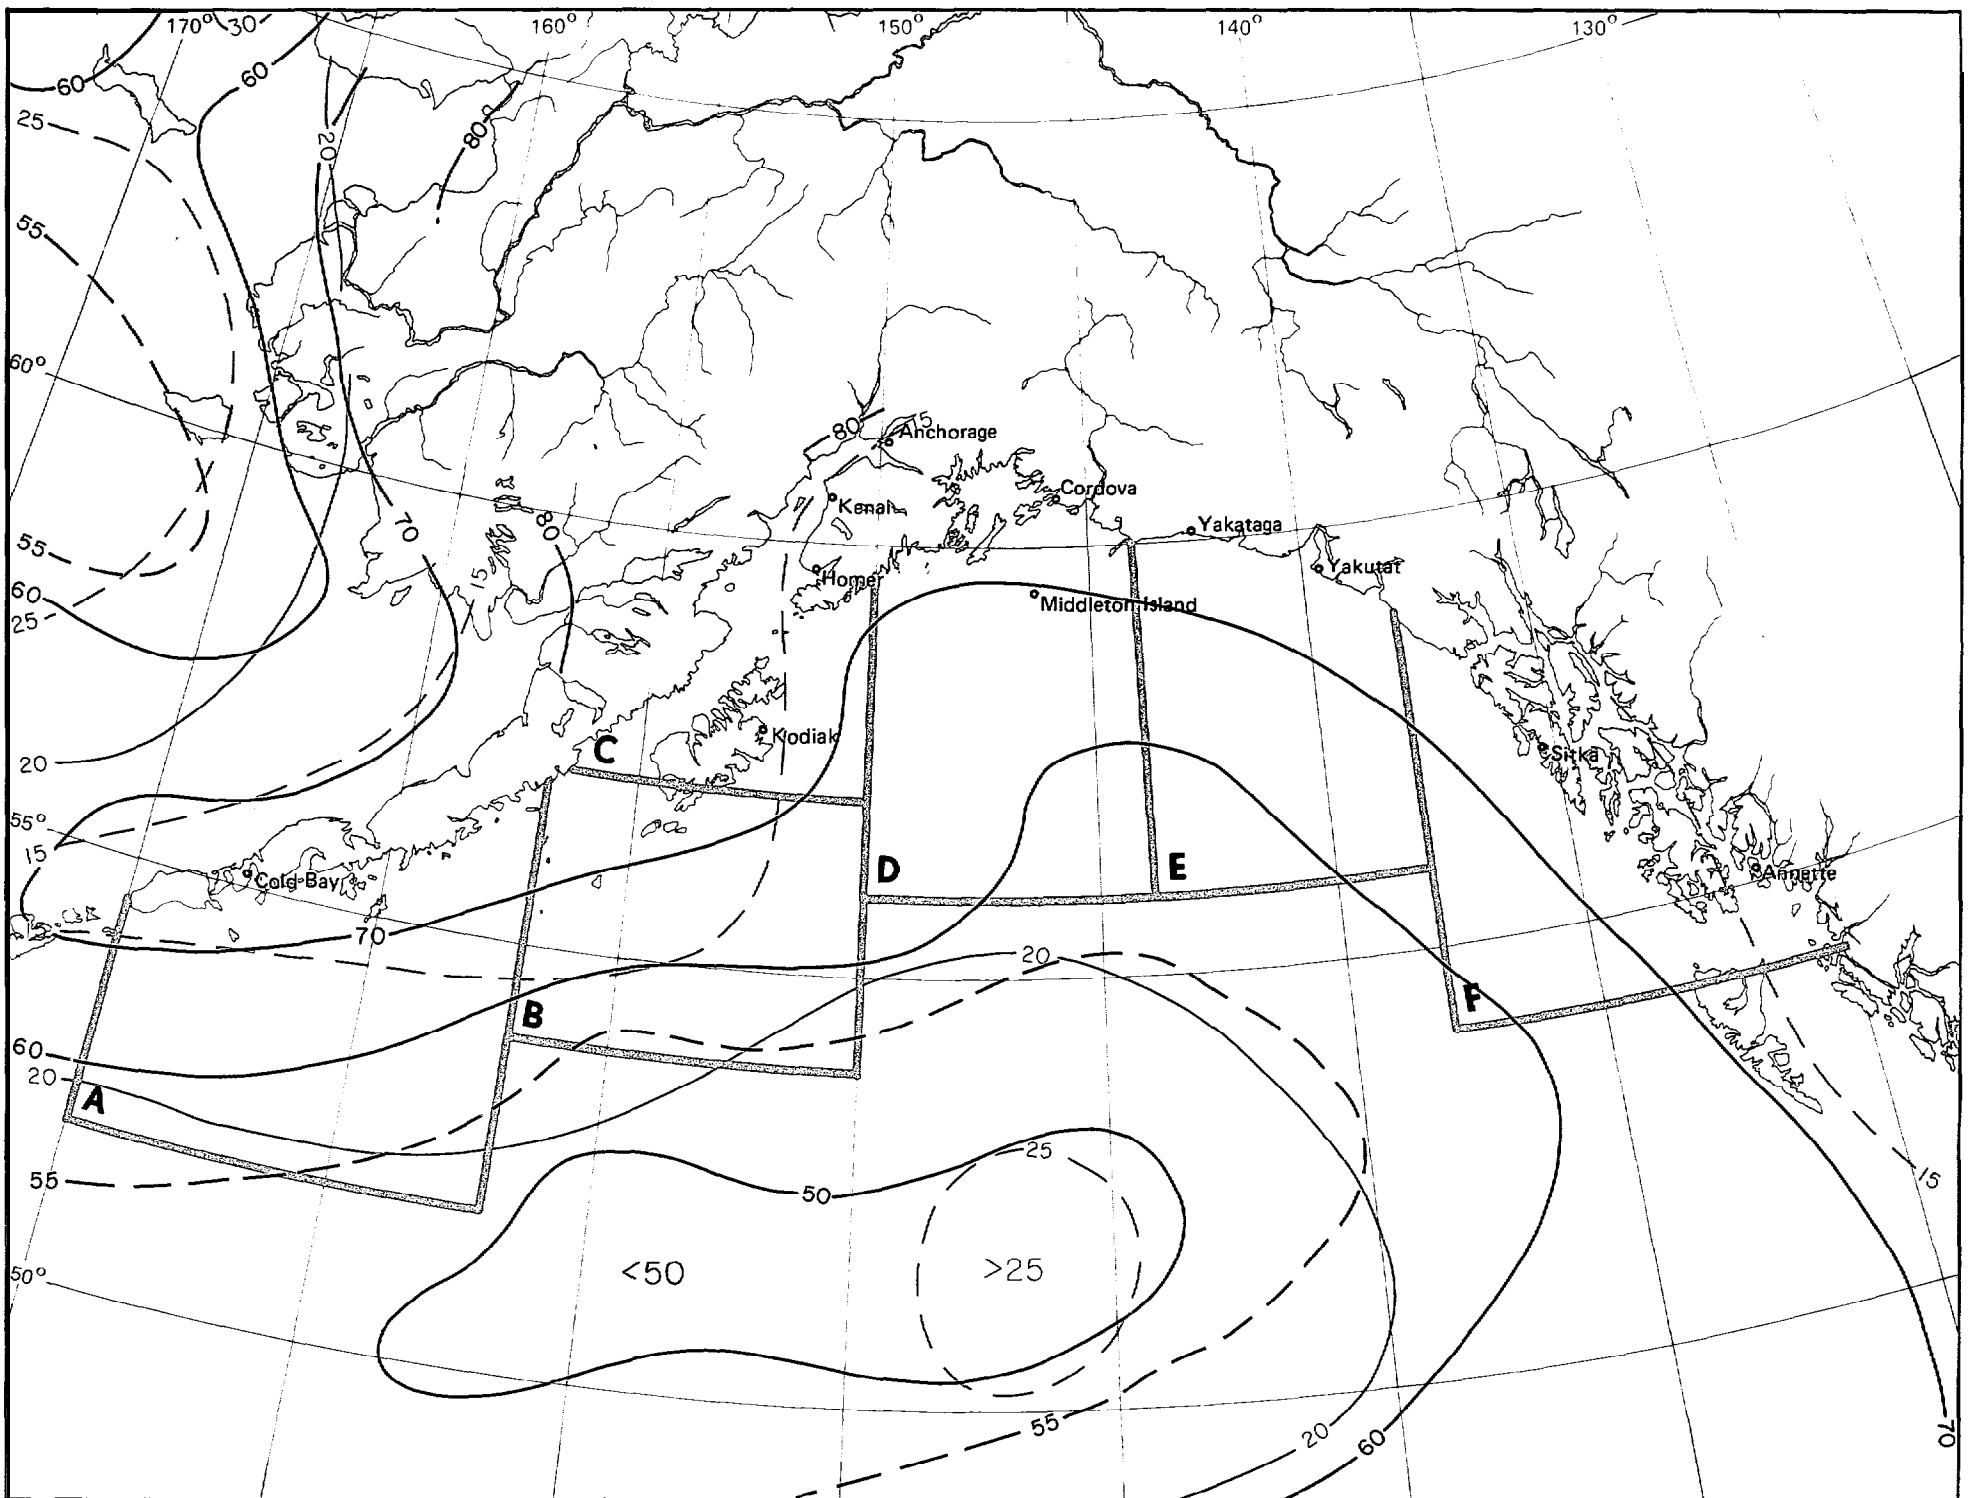 170° 30 160° 150° 140° 130°
60 60
25 20 80
55
60°
80 15
Anchorage
Kenai Cordova
Yakataga
55 70 80
Homer Yakutat
60 15
25 Middleton Island
Kodiak
C
Sitka
20
55°
15
Cold Bay D E Annette
70
20
B F
60
20 A
55 50 25 15
50° <50 >25
55 20 60 70